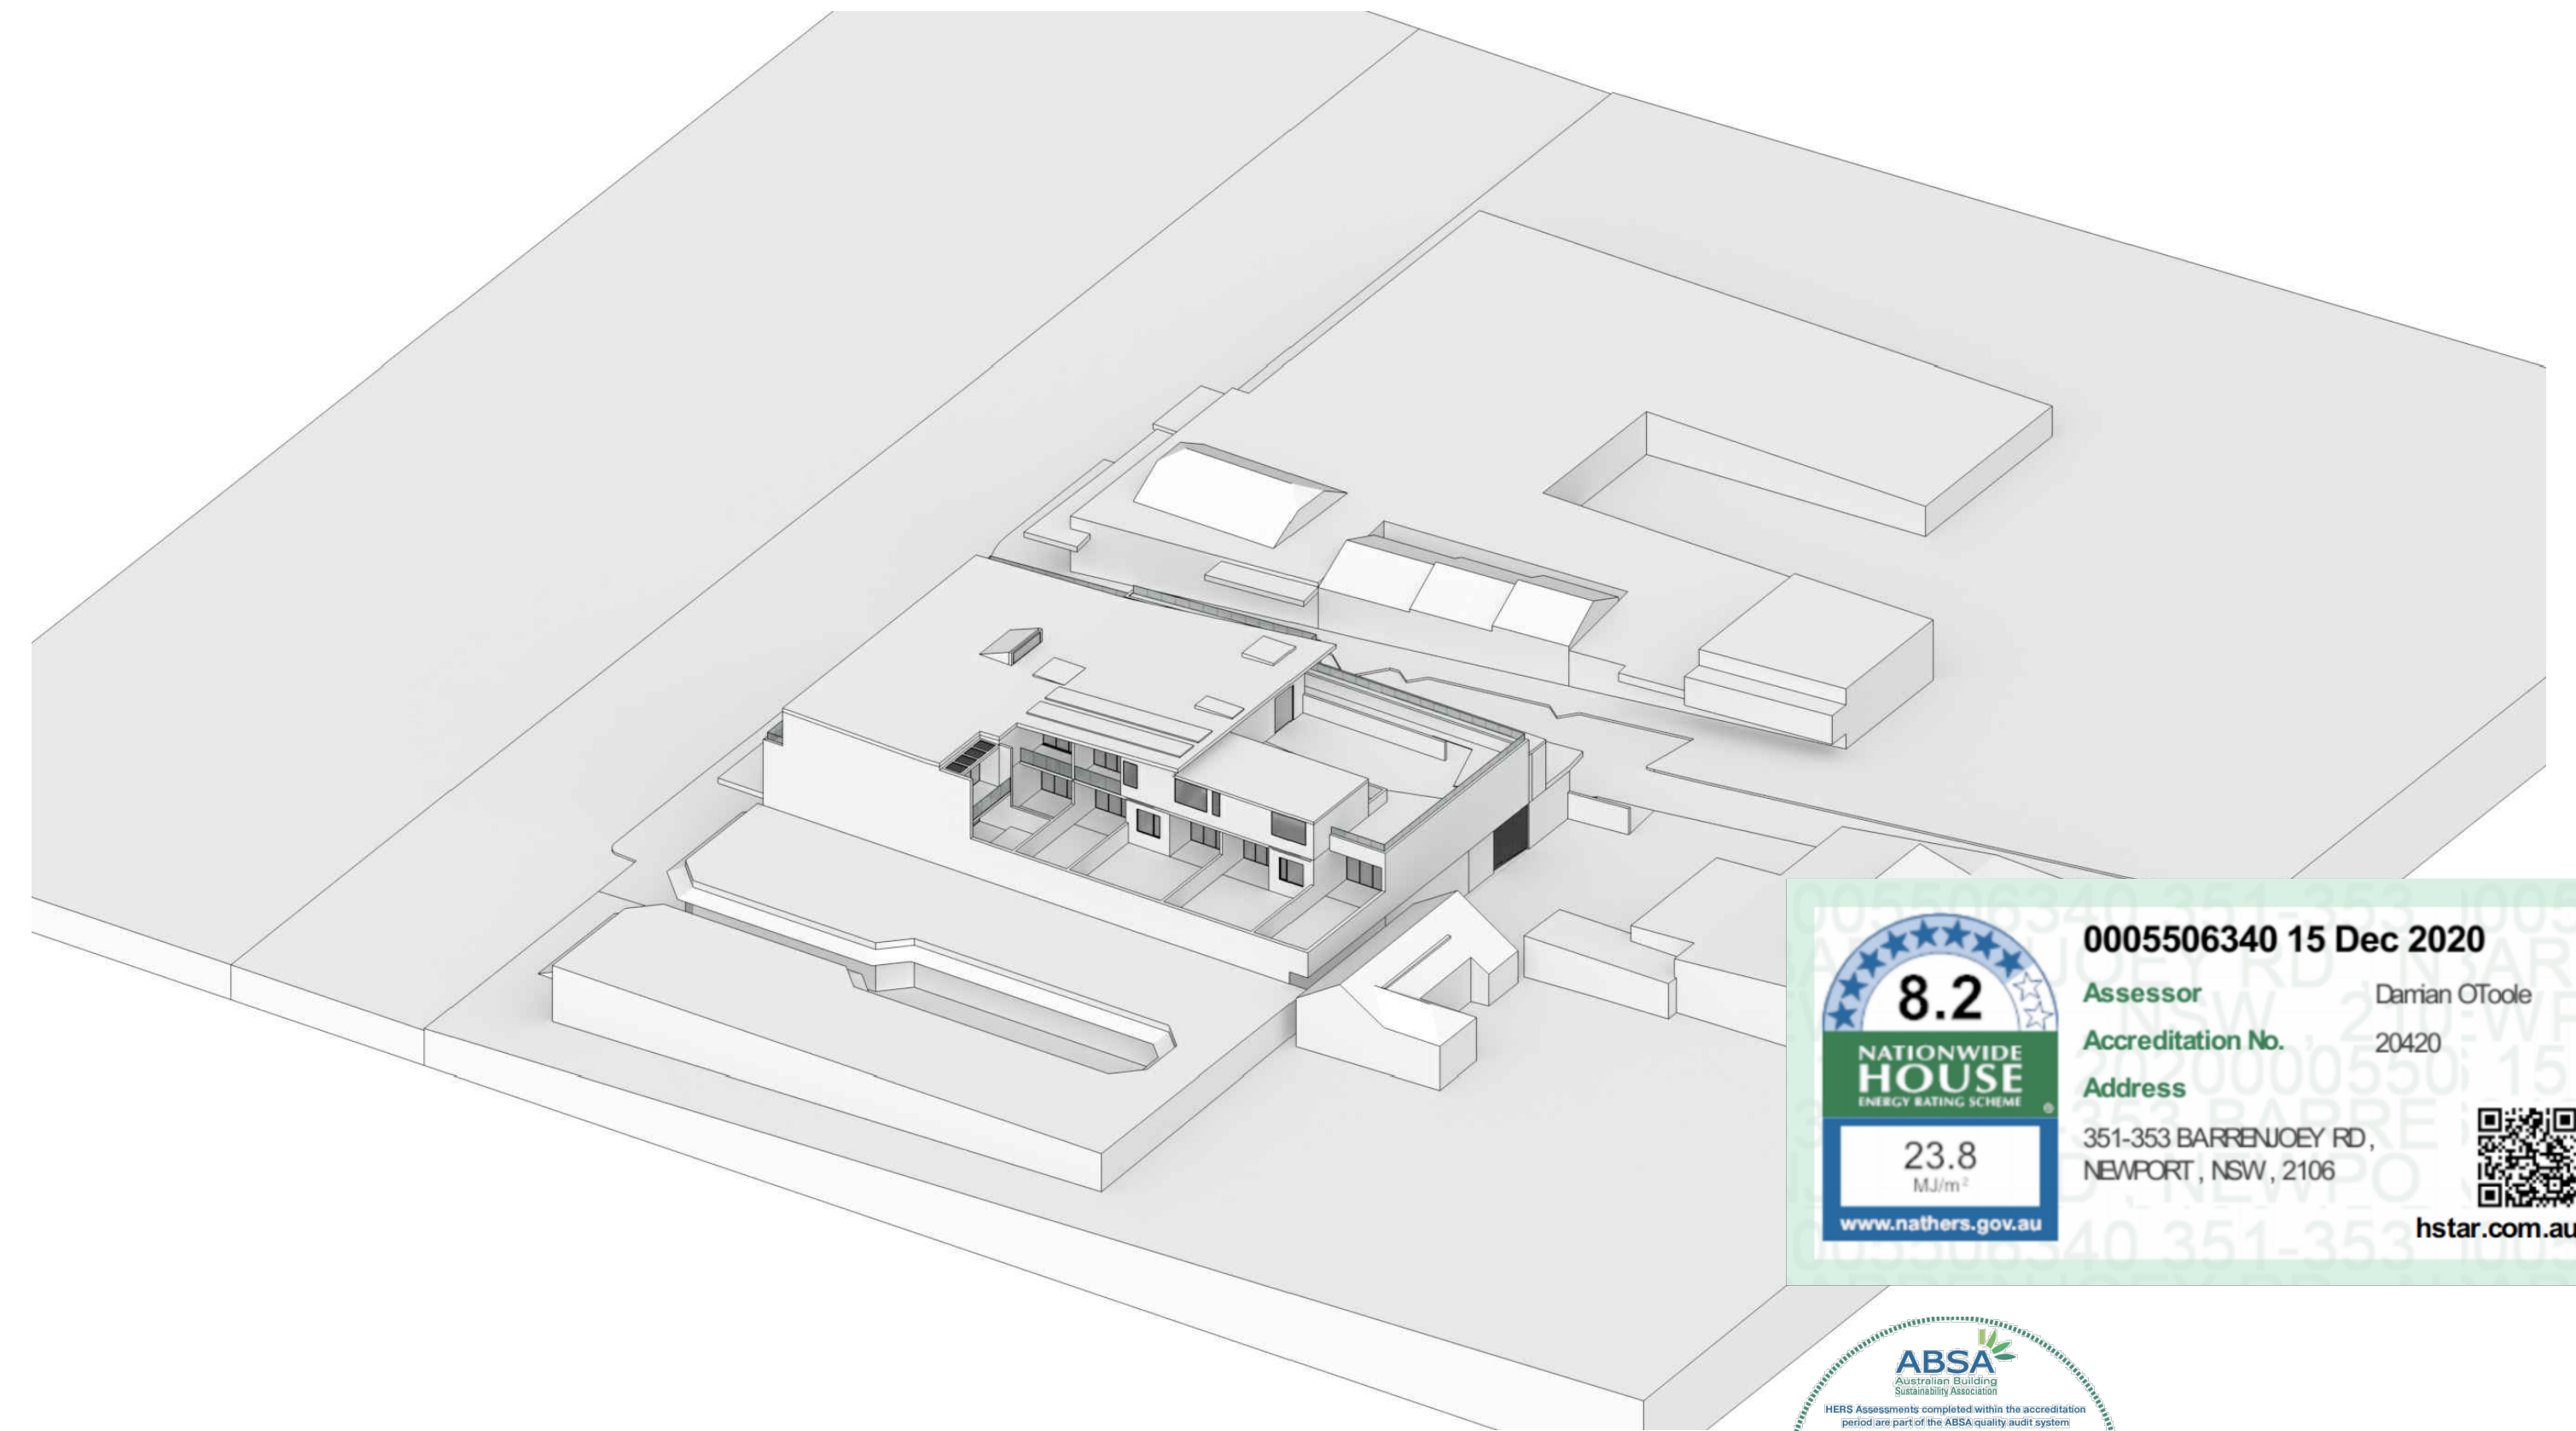 0005506340 15 Dec 2020
8.2
NATIONWIDE
HOUSE
ENERGY RATING SCHEME
23.8
MJ/m²
www.nathers.gov.au
Assessor Damian OToole
Accreditation No. 20420
Address
351-353 BARRENJOEY RD ,
NEWPORT , NSW , 2106
hstar.com.au
ABSA
Australian Building
Sustainability Association
HERS Assessments completed within the accreditation
period are part of the ABSA quality audit system